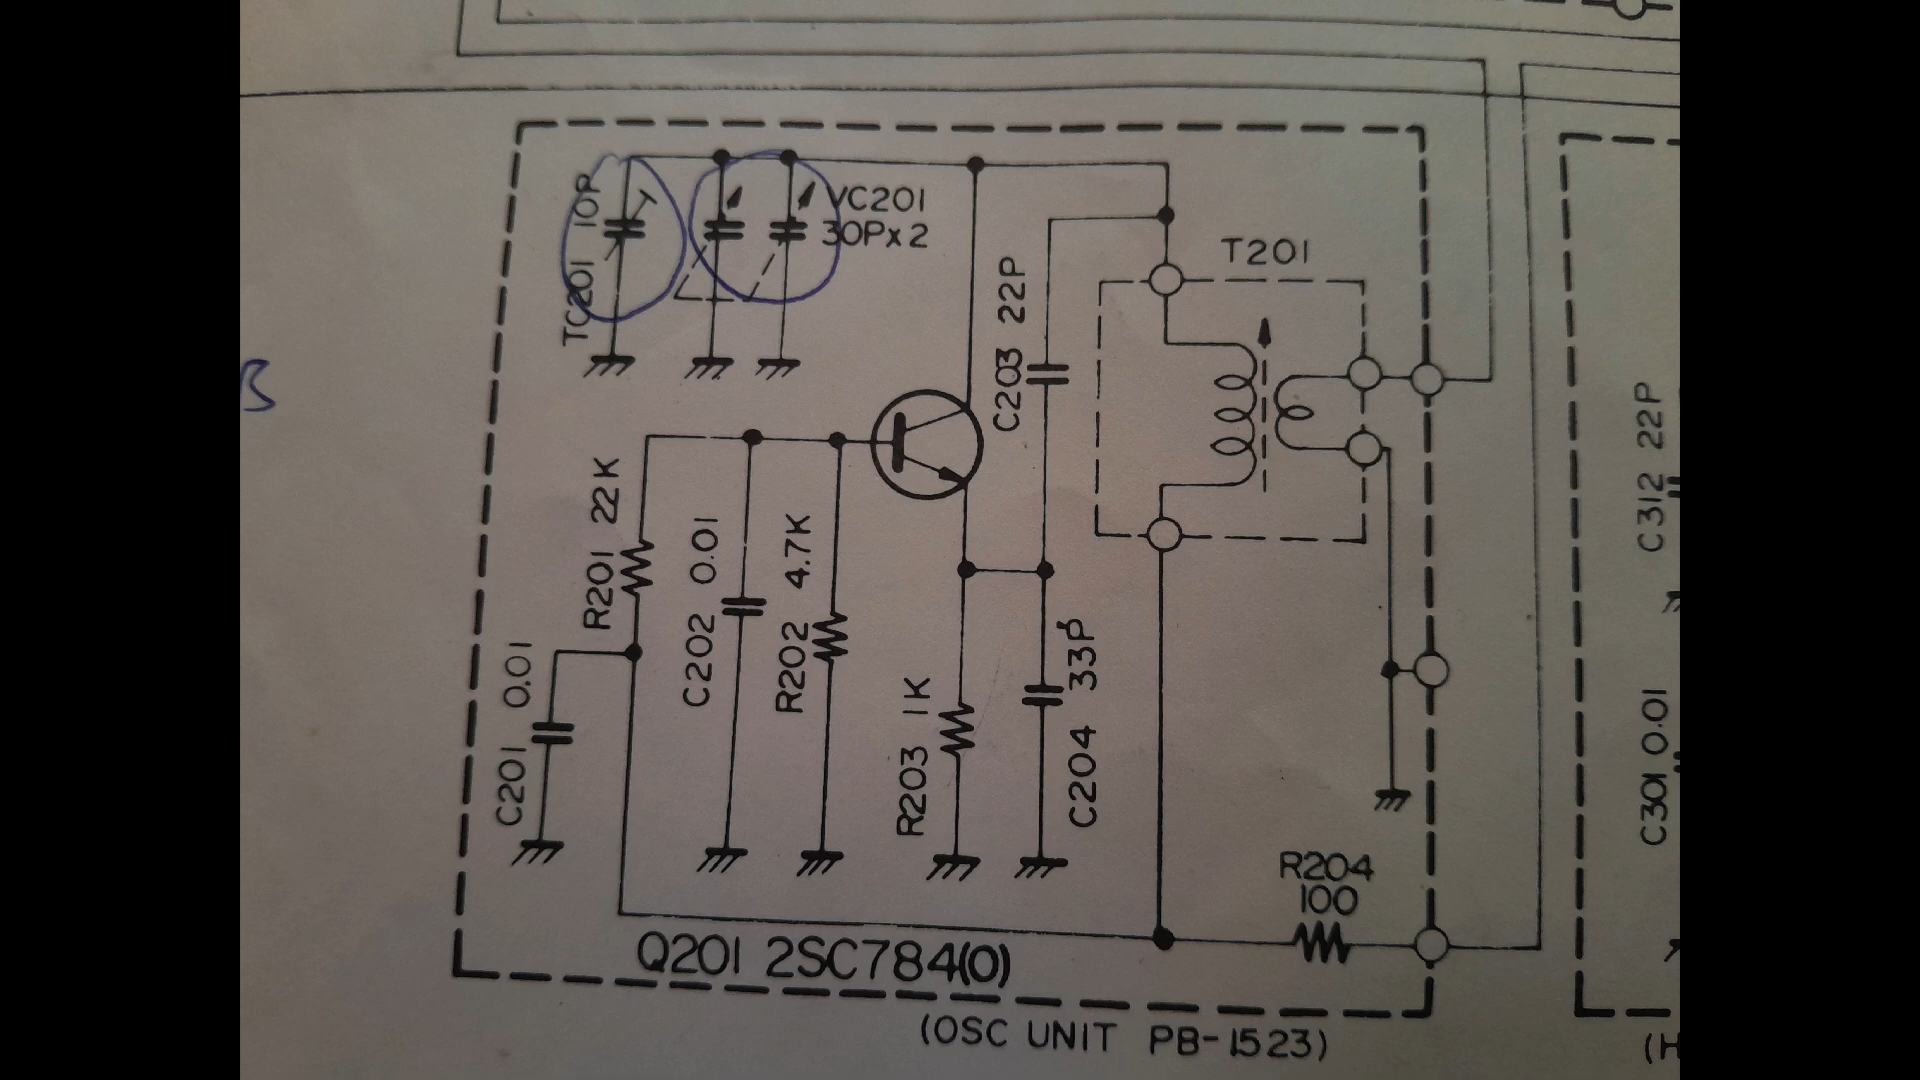 TC201 10P
VC201
30Px2
C203 22P
T201
B
R201 22K
C202 0.01
R202 4.7K
C201 0.01
R203 1K
C204 33P
R204
100
Q201 2SC784(O)
(OSC UNIT PB-1523)
C312 22P
C301 0.01
(H